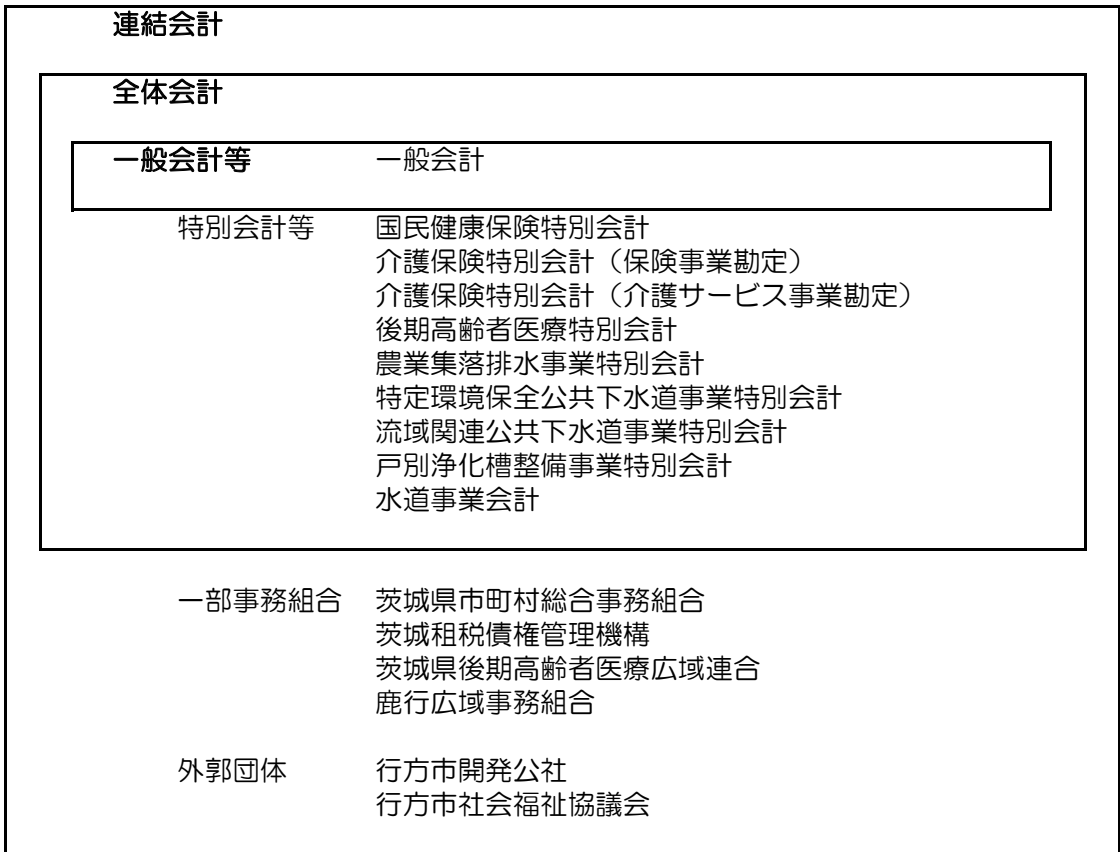 連結会計
全体会計
一般会計等 一般会計
特別会計等 国民健康保険特別会計
介護保険特別会計（保険事業勘定）
介護保険特別会計（介護サービス事業勘定）
後期高齢者医療特別会計
農業集落排水事業特別会計
特定環境保全公共下水道事業特別会計
流域関連公共下水道事業特別会計
戸別浄化槽整備事業特別会計
水道事業会計
一部事務組合 茨城県市町村総合事務組合
茨城租税債権管理機構
茨城県後期高齢者医療広域連合
鹿行広域事務組合
外郭団体 行方市開発公社
行方市社会福祉協議会